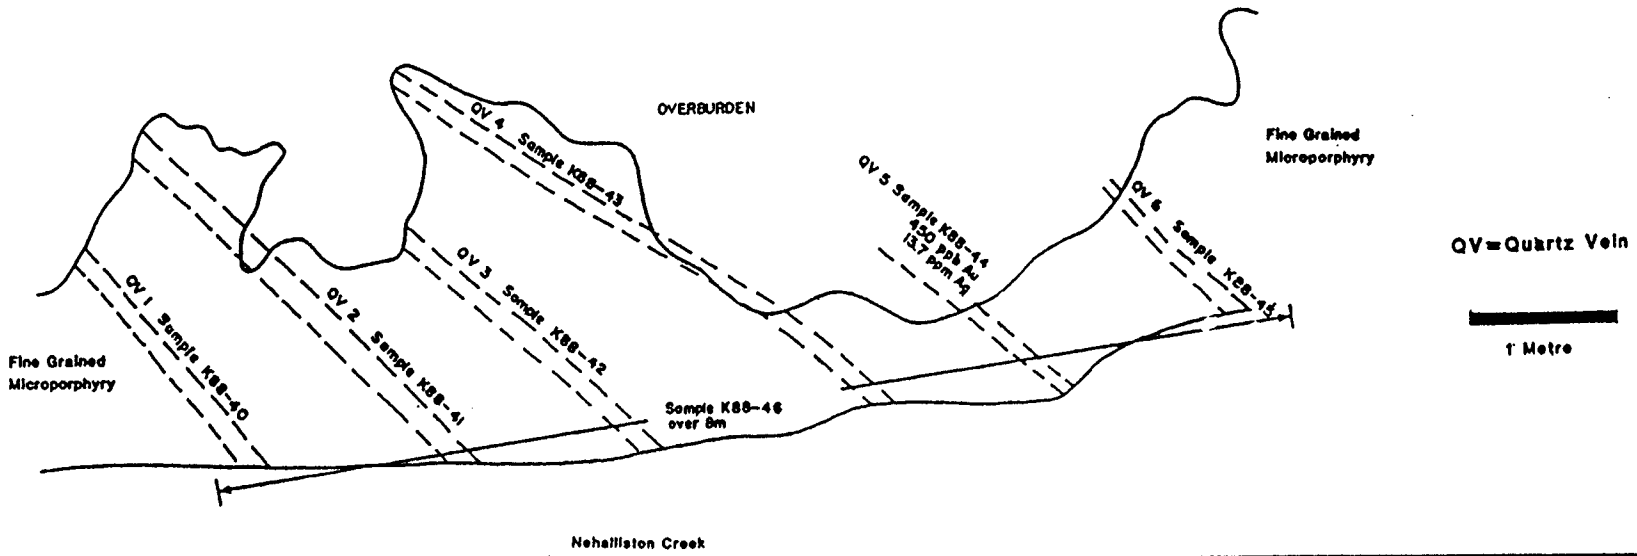 OVERBURDEN
Fine Grained
Microporphyry
QV 4 Sample K88-43
QV 5 Sample K88-44
450 ppb Au
13.7 ppm Ag
QV 6 Sample K88-45
QV=Quartz Vein
1 Metre
QV 1 Sample K88-40
QV 2 Sample K88-41
QV 3 Sample K88-42
Fine Grained
Microporphyry
Sample K88-46
over 8m
Nehalliston Creek